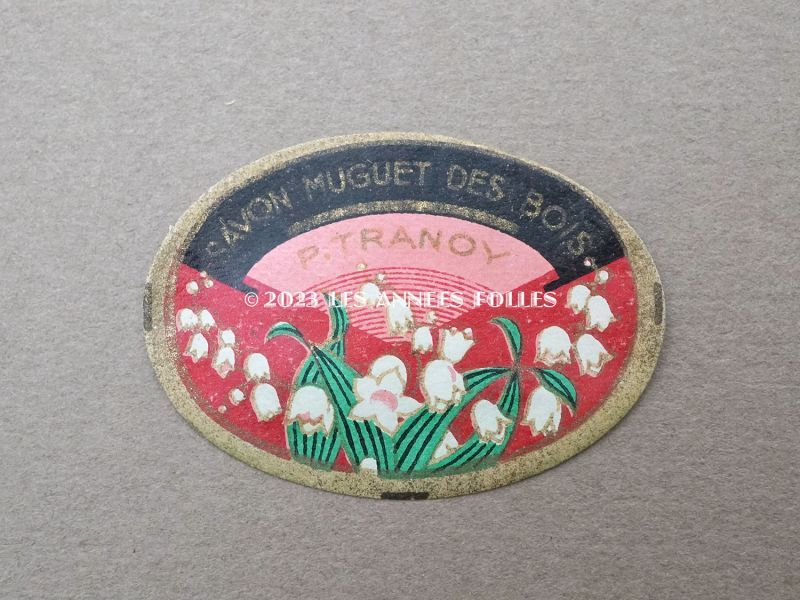 SAVON MUGUET DES BOIS
P. TRANOY
© 2023 LES ANNEES FOLLES